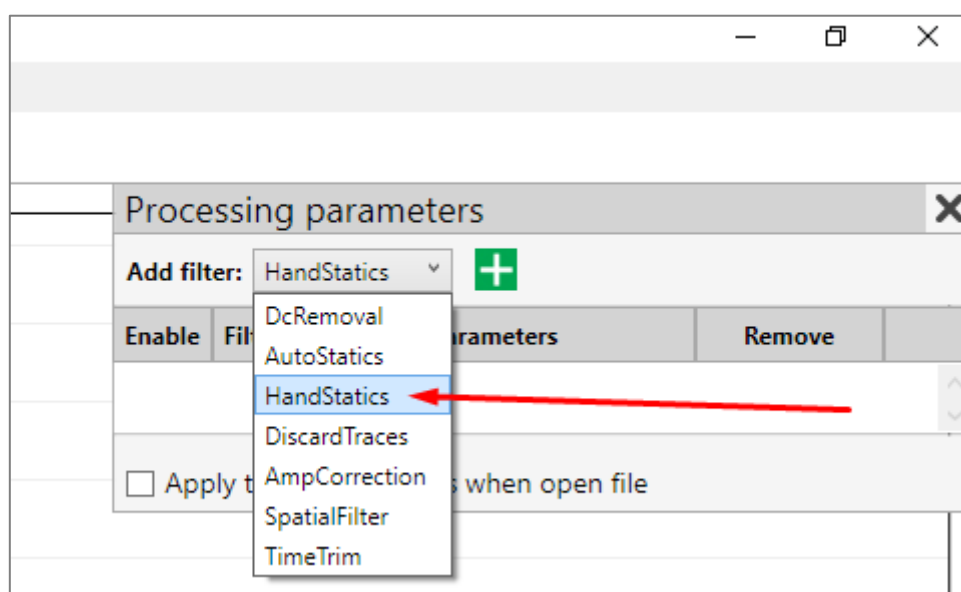 Processing parameters
Add filter: HandStatics
DcRemoval
Enable Fil rameters Remove
AutoStatics
HandStatics
DiscardTraces
Apply t AmpCorrection s when open file
SpatialFilter
TimeTrim